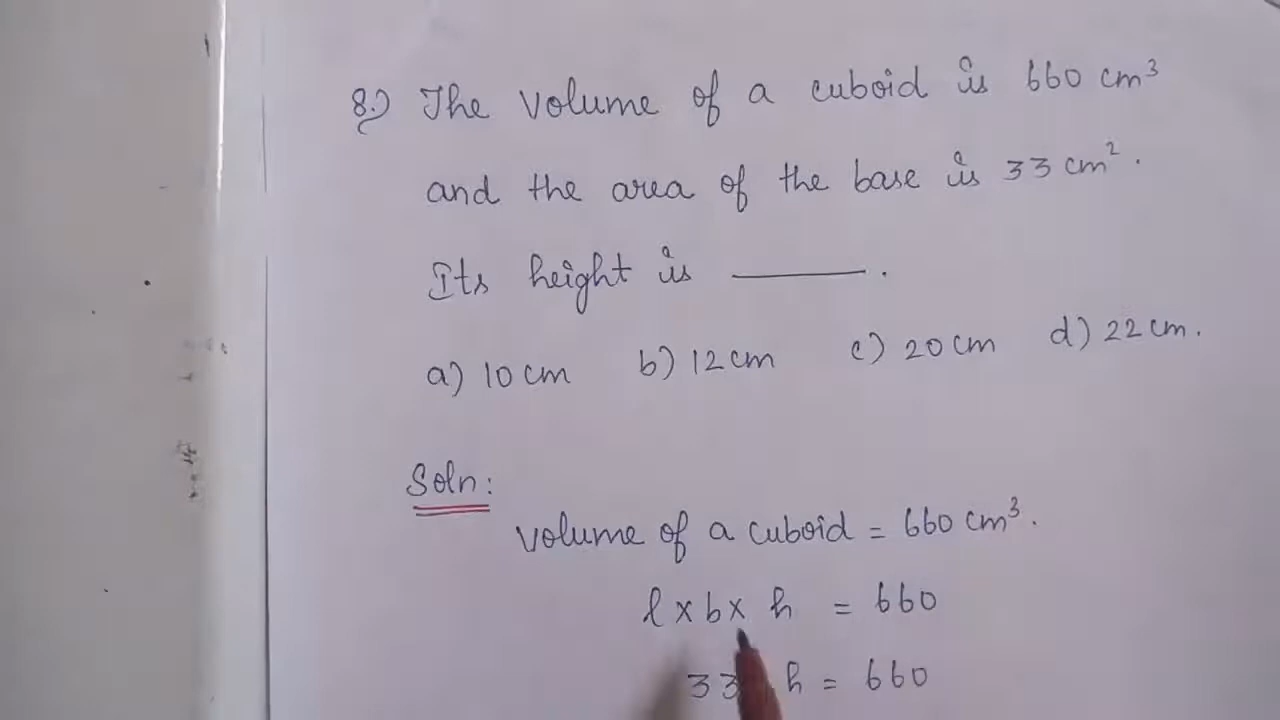 8.) The volume of a cuboid is 660 cm³
and the area of the base is 33 cm².
Its height is ______.
a) 10 cm b) 12 cm c) 20 cm d) 22 cm.
Soln:
volume of a cuboid = 660 cm³.
l x b x h = 660
33 h = 660